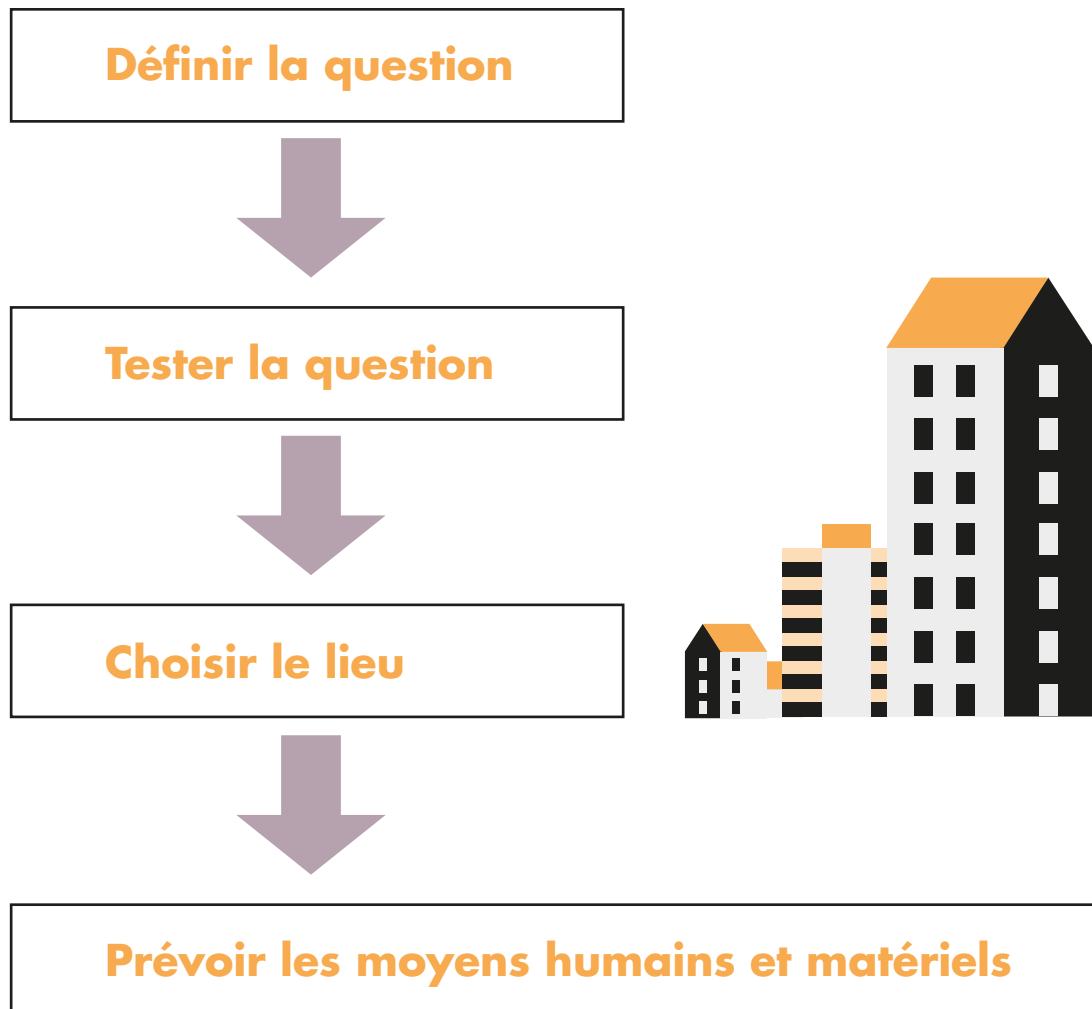 Définir la question
Tester la question
Choisir le lieu
Prévoir les moyens humains et matériels